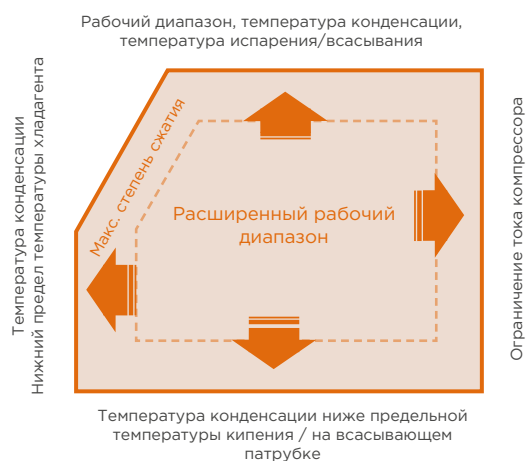 Рабочий диапазон, температура конденсации,
температура испарения/всасывания
Температура конденсации
Нижний предел температуры хладагента
Макс. степень сжатия
Расширенный рабочий
диапазон
Ограничение тока компрессора
Температура конденсации ниже предельной
температуры кипения / на всасывающем
патрубке